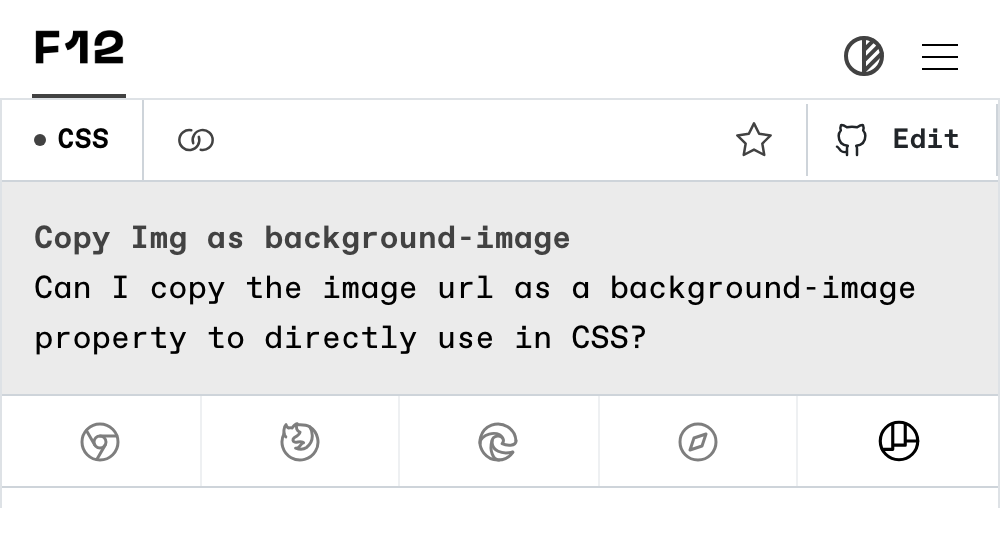 F12
CSS
Edit
Copy Img as background-image
Can I copy the image url as a background-image
property to directly use in CSS?